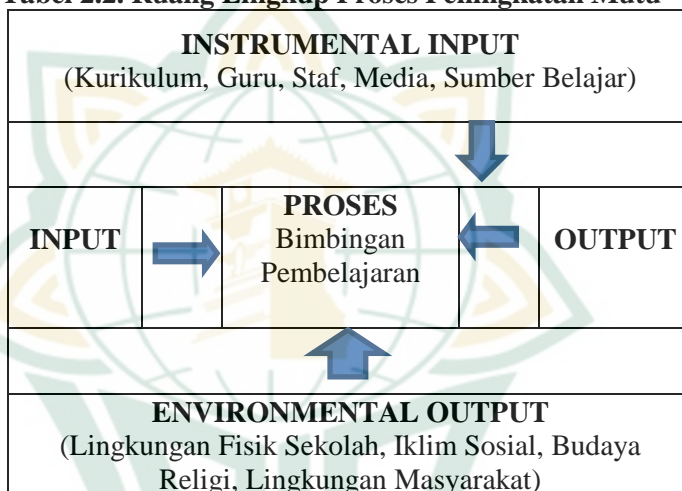 Tabel 2.2. Ruang Lingkup Proses Peningkatan Mutu
INSTRUMENTAL INPUT
(Kurikulum, Guru, Staf, Media, Sumber Belajar)
INPUT
PROSES
Bimbingan
Pembelajaran
OUTPUT
ENVIRONMENTAL OUTPUT
(Lingkungan Fisik Sekolah, Iklim Sosial, Budaya
Religi, Lingkungan Masyarakat)